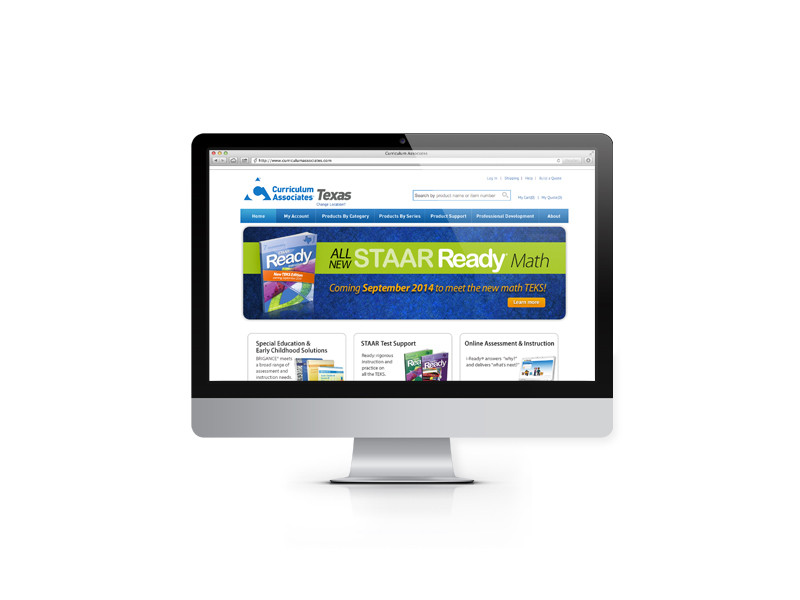 Curriculum Associates
http://www.curriculumassociates.com
Log In | Shopping | Help | Write a Quote
Curriculum
Associates
Texas
Change Location?
Search by product name or item number
My Cart(0) | My Quote(0)
Home
My Account
Products By Category
Products By Series
Product Support
Professional Development
About
Ready
ALL
NEW
STAAR Ready Math
Coming September 2014 to meet the new math TEKS!
Learn more
Special Education &
Early Childhood Solutions
BRIGANCE® meets
a broad range of
assessment and
instruction needs
STAAR Test Support
Ready: rigorous
instruction and
practice on
all the TEKS.
Ready
Online Assessment & Instruction
i-Ready® answers "why?"
and delivers "what's next!"